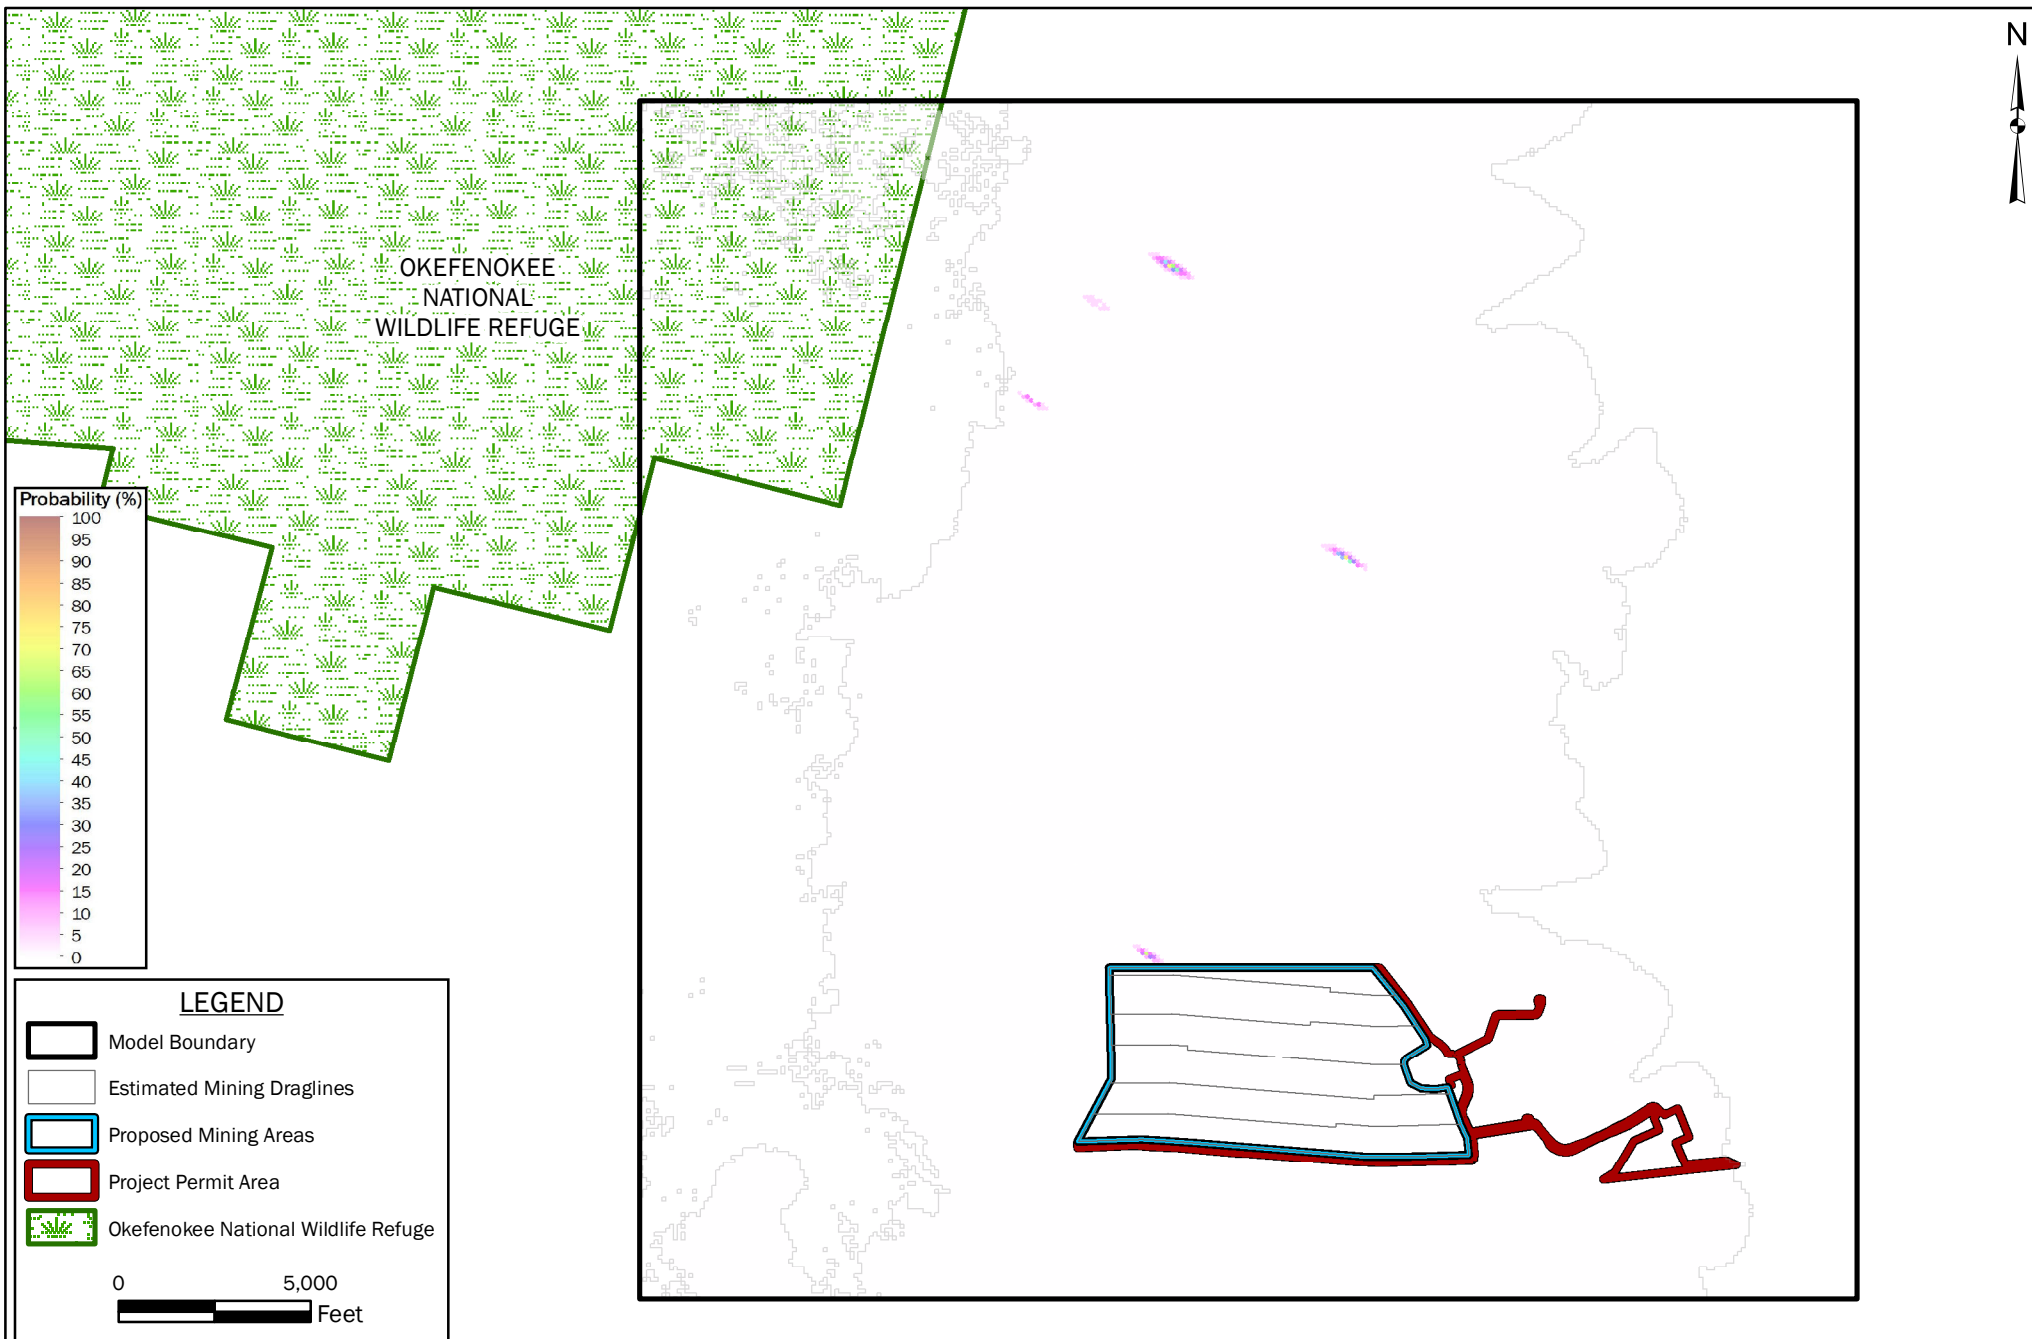 N
OKEFENOKEE
NATIONAL
WILDLIFE REFUGE
Probability (%)
100
95
90
85
80
75
70
65
60
55
50
45
40
35
30
25
20
15
10
5
0
LEGEND
Model Boundary
Estimated Mining Draglines
Proposed Mining Areas
Project Permit Area
Okefenokee National Wildlife Refuge
0 5,000
Feet